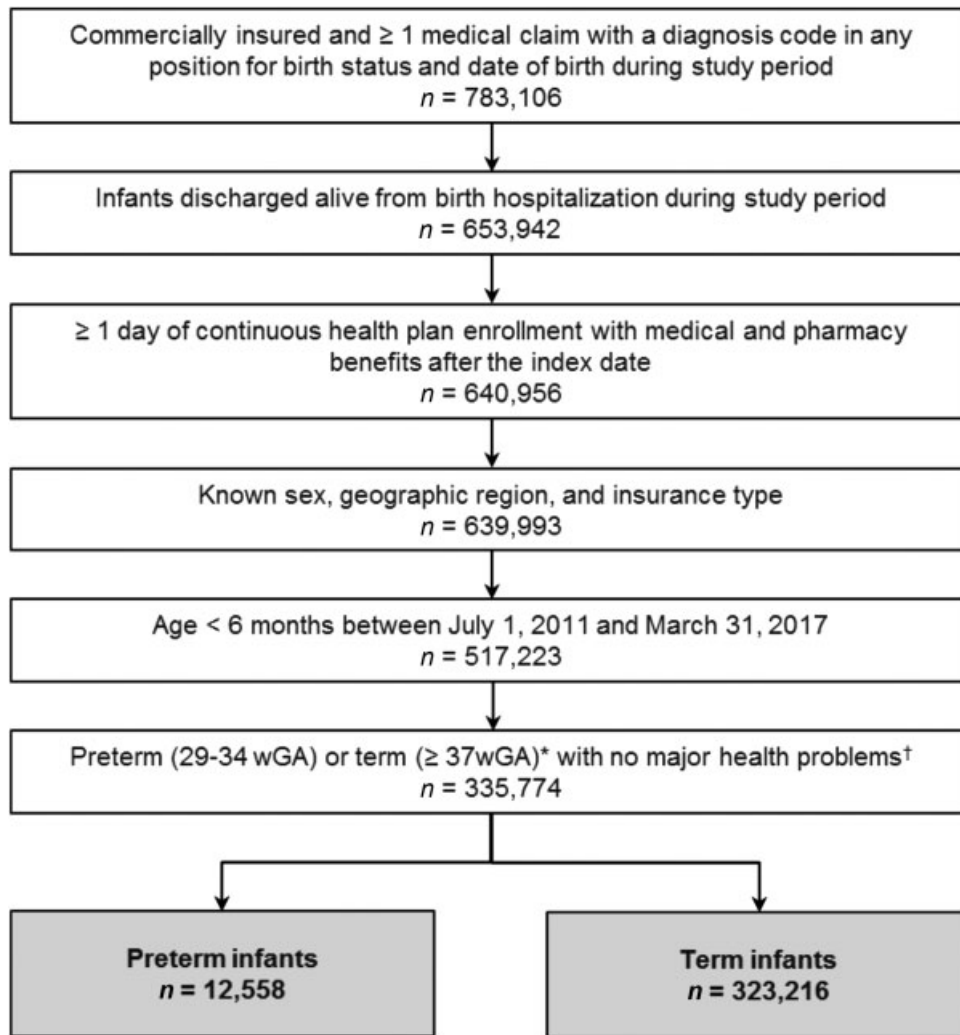 Commercially insured and ≥ 1 medical claim with a diagnosis code in any
position for birth status and date of birth during study period
n = 783,106
Infants discharged alive from birth hospitalization during study period
n = 653,942
≥ 1 day of continuous health plan enrollment with medical and pharmacy
benefits after the index date
n = 640,956
Known sex, geographic region, and insurance type
n = 639,993
Age < 6 months between July 1, 2011 and March 31, 2017
n = 517,223
Preterm (29-34 wGA) or term (≥ 37wGA)* with no major health problems†
n = 335,774
Preterm infants
n = 12,558
Term infants
n = 323,216